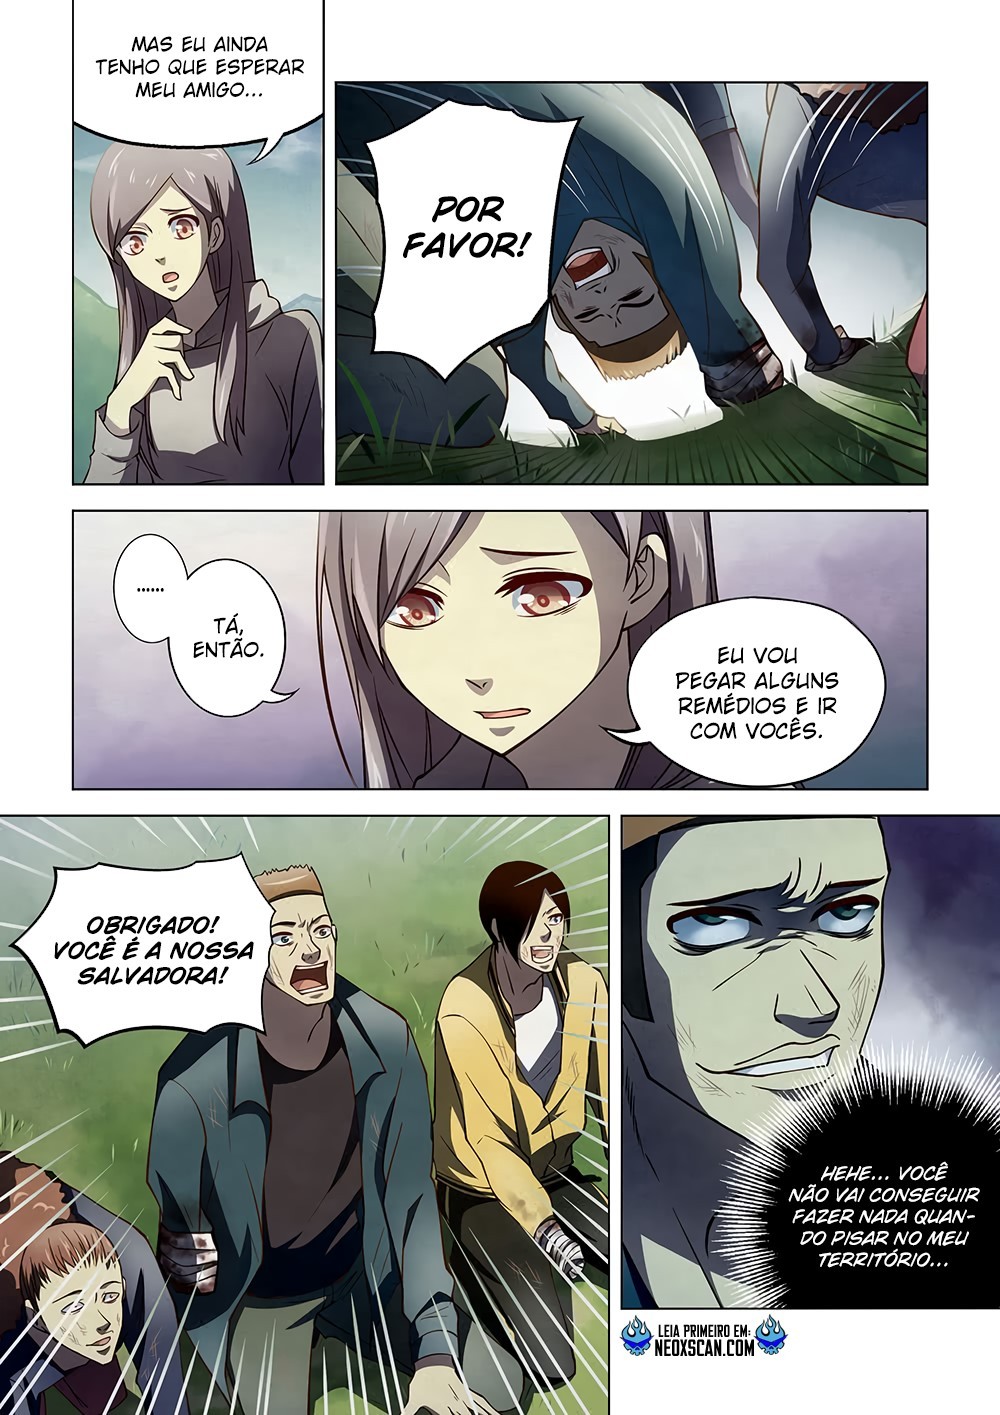 MAS EU AINDA
TENHO QUE ESPERAR
MEU AMIGO...
POR
FAVOR!
......
TÁ,
ENTÃO.
EU VOU
PEGAR ALGUNS
REMÉDIOS E IR
COM VOCÊS.
OBRIGADO!
VOCÊ É A NOSSA
SALVADORA!
HEHE... VOCÊ
NÃO VAI CONSEGUIR
FAZER NADA QUAN-
DO PISAR NO MEU
TERRITÓRIO...
LEIA PRIMEIRO EM:
NEOXSCAN.COM